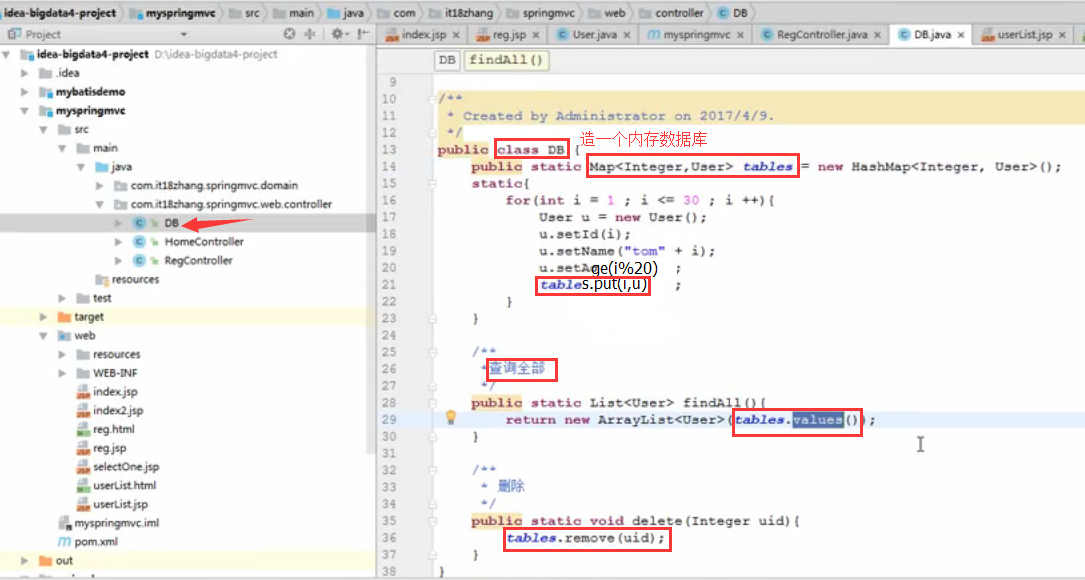 idea-bigdata4-project myspringmvc src main java com it18zhang springmvc web controller DB
Project
index.jsp reg.jsp User.java myspringmvc RegController.java DB.java userList.jsp
idea-bigdata4-project D:\idea-bigdata4-project
.idea
mybatisdemo
myspringmvc
src
main
java
com.it18zhang.springmvc.domain
com.it18zhang.springmvc.web.controller
DB
HomeController
RegController
resources
test
target
web
resources
WEB-INF
index.jsp
index2.jsp
reg.html
reg.jsp
selectOne.jsp
userList.html
userList.jsp
myspringmvc.iml
pom.xml
out
DB findAll()
9
10 /**
11 * Created by Administrator on 2017/4/9.
12 */
造一个内存数据库
13 public class DB {
14 public static Map<Integer,User> tables = new HashMap<Integer, User>();
15 static{
16 for(int i = 1 ; i <= 30 ; i ++){
17 User u = new User();
18 u.setId(i);
19 u.setName("tom" + i);
20 u.setAge(i%20) ;
21 tables.put(i,u) ;
22 }
23 }
24
25 /**
26 *查询全部
27 */
28 public static List<User> findAll(){
29 return new ArrayList<User>(tables.values());
30 }
31
32 /**
33 * 删除
34 */
35 public static void delete(Integer uid){
36 tables.remove(uid);
37 }
38 }